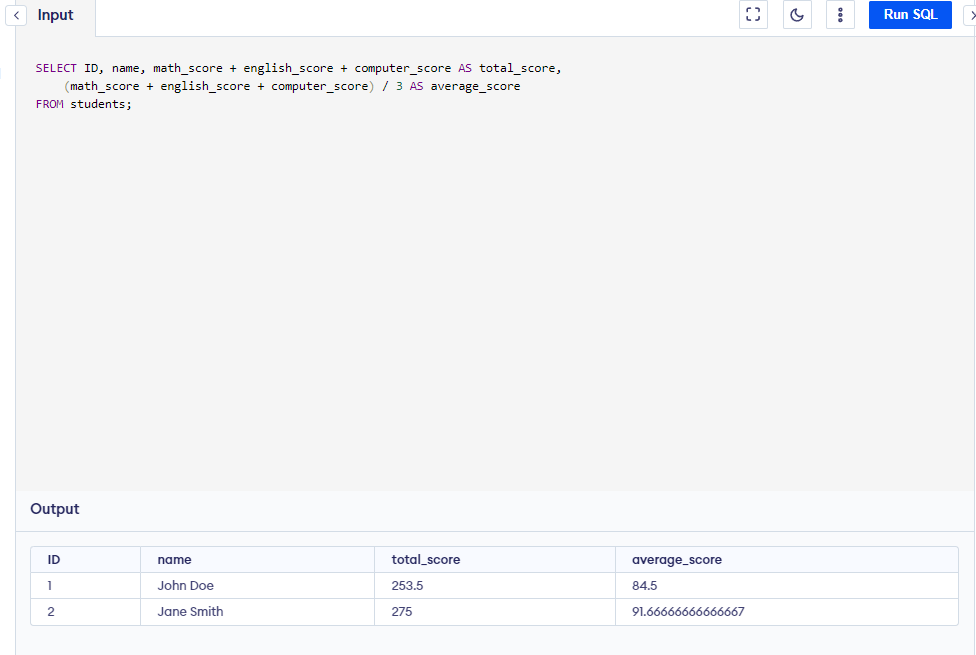 Input
Run SQL
SELECT ID, name, math_score + english_score + computer_score AS total_score,
(math_score + english_score + computer_score) / 3 AS average_score
FROM students;
Output
ID name total_score average_score
1 John Doe 253.5 84.5
2 Jane Smith 275 91.66666666666667